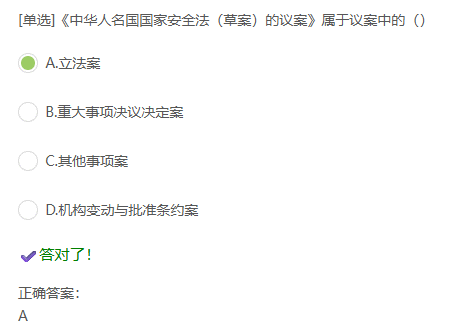 [单选]《中华人名国国家安全法（草案）的议案》属于议案中的（）
A.立法案
B.重大事项决议决定案
C.其他事项案
D.机构变动与批准条约案
答对了!
正确答案：
A